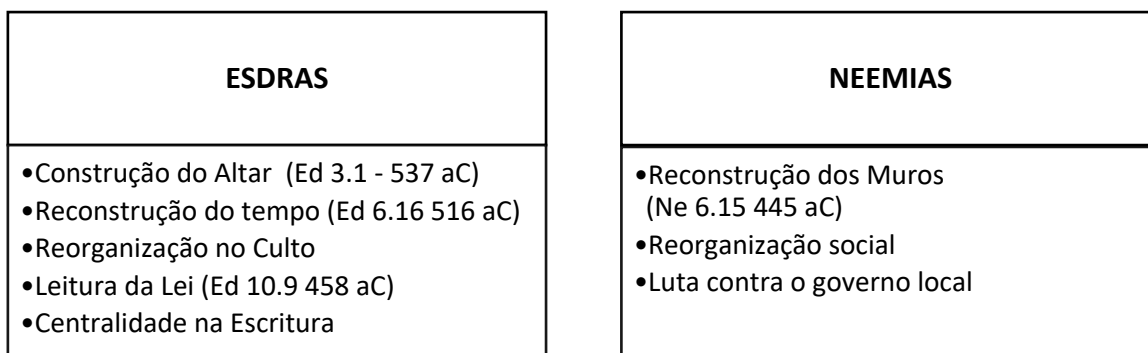 ESDRAS
•Construção do Altar (Ed 3.1 - 537 aC)
•Reconstrução do tempo (Ed 6.16 516 aC)
•Reorganização no Culto
•Leitura da Lei (Ed 10.9 458 aC)
•Centralidade na Escritura
NEEMIAS
•Reconstrução dos Muros
(Ne 6.15 445 aC)
•Reorganização social
•Luta contra o governo local